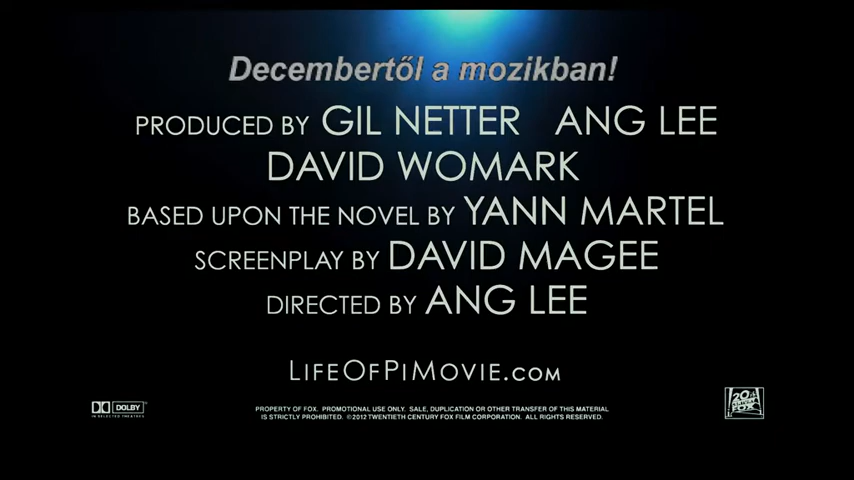 Decembertől a mozikban!
PRODUCED BY GIL NETTER ANG LEE
DAVID WOMARK
BASED UPON THE NOVEL BY YANN MARTEL
SCREENPLAY BY DAVID MAGEE
DIRECTED BY ANG LEE
LIFEOFPIMOVIE.COM
DOLBY
IN SELECTED THEATRES
PROPERTY OF FOX. PROMOTIONAL USE ONLY. SALE, DUPLICATION OR OTHER TRANSFER OF THIS MATERIAL
IS STRICTLY PROHIBITED. ©2012 TWENTIETH CENTURY FOX FILM CORPORATION. ALL RIGHTS RESERVED.
20th
CENTURY
FOX